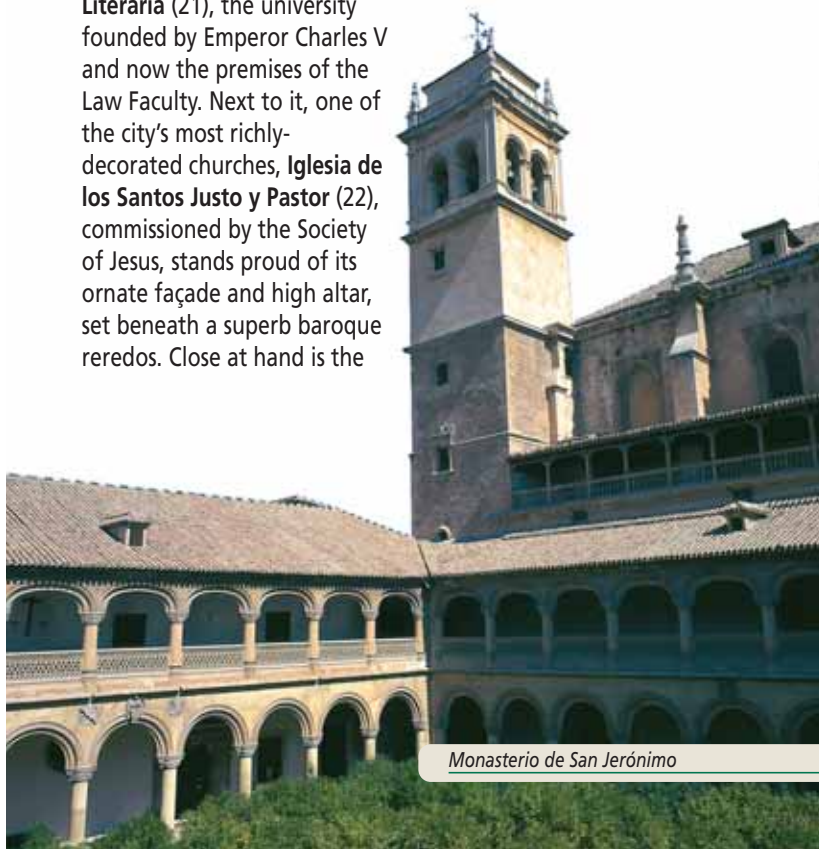 Literaria (21), the university
founded by Emperor Charles V
and now the premises of the
Law Faculty. Next to it, one of
the city's most richly-
decorated churches, Iglesia de
los Santos Justo y Pastor (22),
commissioned by the Society
of Jesus, stands proud of its
ornate façade and high altar,
set beneath a superb baroque
reredos. Close at hand is the
Monasterio de San Jerónimo